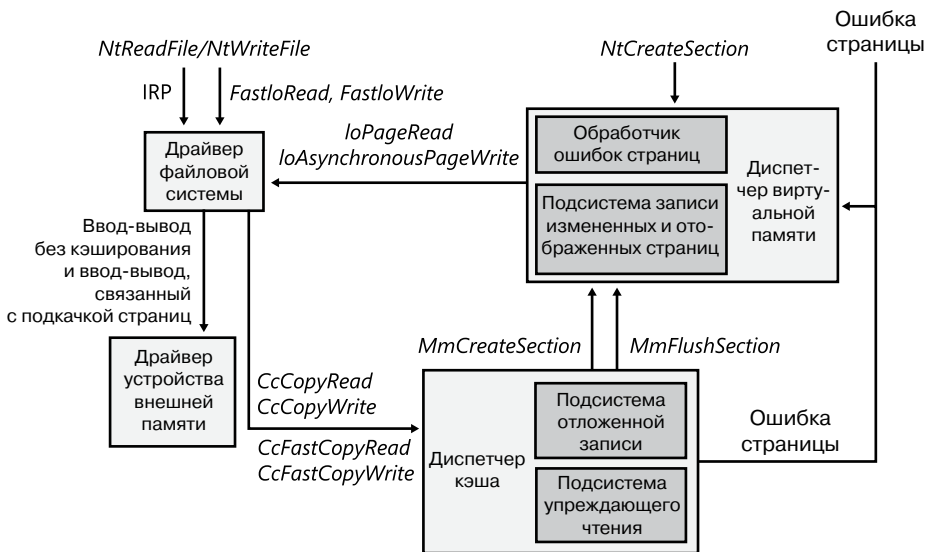 Ошибка
страницы
NtReadFile/NtWriteFile
NtCreateSection
IRP
FastIoRead, FastIoWrite
IoPageRead
IoAsynchronousPageWrite
Обработчик
ошибок страниц
Драйвер
файловой
системы
Диспет-
чер вирту-
альной
памяти
Подсистема записи
измененных и ото-
браженных страниц
Ввод-вывод
без кэширования
и ввод-вывод,
связанный
с подкачкой страниц
MmCreateSection
MmFlushSection
Драйвер
устройства
внешней
памяти
CcCopyRead
CcCopyWrite
CcFastCopyRead
CcFastCopyWrite
Диспетчер
кэша
Подсистема
отложенной
записи
Подсистема
упреждающего
чтения
Ошибка
страницы